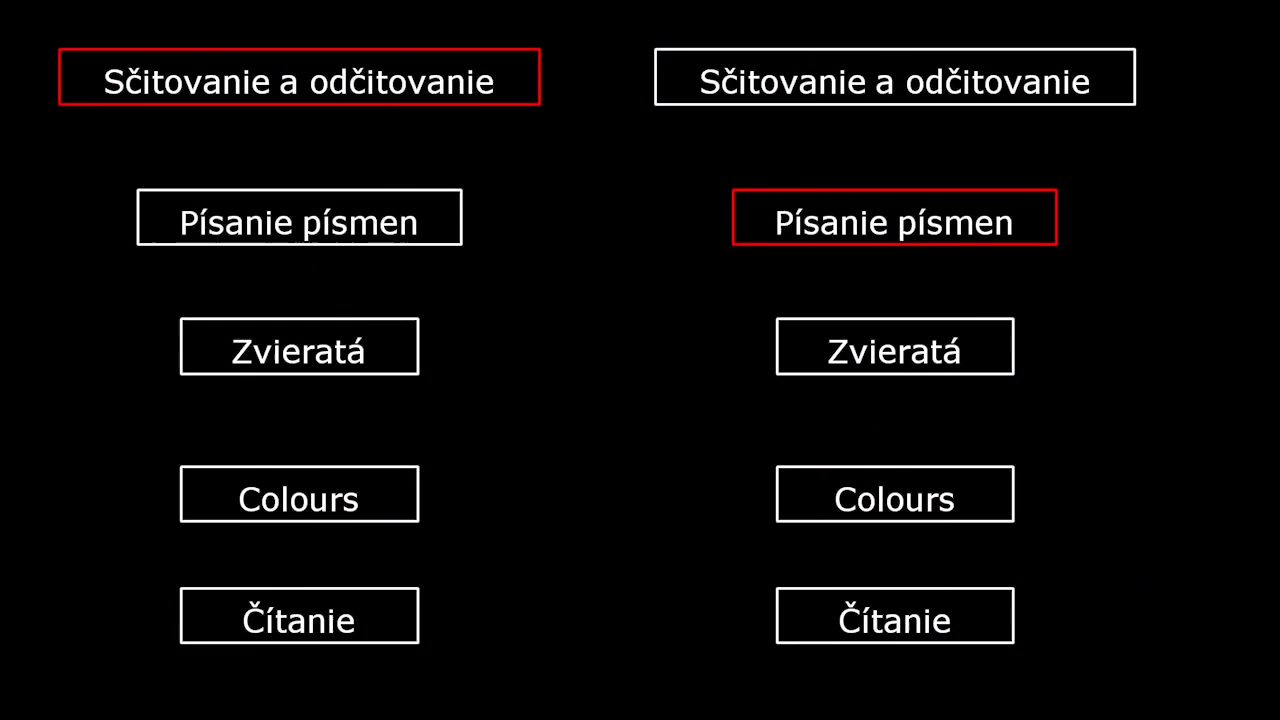 Sčitovanie a odčitovanie
Písanie písmen
Zvieratá
Colours
Čítanie
Sčitovanie a odčitovanie
Písanie písmen
Zvieratá
Colours
Čítanie